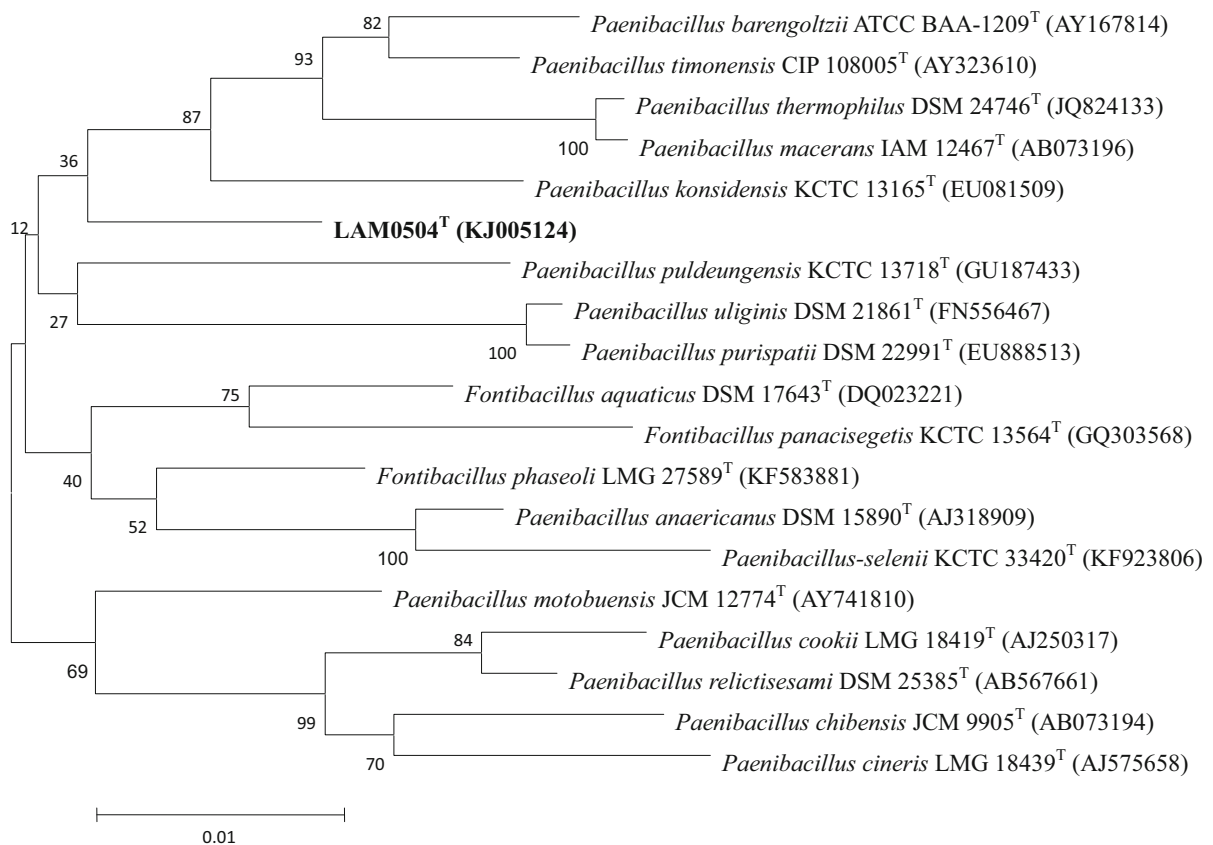 82 Paenibacillus barengoltzii ATCC BAA-1209ᵀ (AY167814)
93 Paenibacillus timonensis CIP 108005ᵀ (AY323610)
Paenibacillus thermophilus DSM 24746ᵀ (JQ824133)
87
100 Paenibacillus macerans IAM 12467ᵀ (AB073196)
36
Paenibacillus konsidensis KCTC 13165ᵀ (EU081509)
12 LAM0504ᵀ (KJ005124)
Paenibacillus puldeungensis KCTC 13718ᵀ (GU187433)
27 Paenibacillus uliginis DSM 21861ᵀ (FN556467)
100 Paenibacillus purispatii DSM 22991ᵀ (EU888513)
75 Fontibacillus aquaticus DSM 17643ᵀ (DQ023221)
Fontibacillus panacisegetis KCTC 13564ᵀ (GQ303568)
40 Fontibacillus phaseoli LMG 27589ᵀ (KF583881)
52 Paenibacillus anaericanus DSM 15890ᵀ (AJ318909)
100 Paenibacillus-selenii KCTC 33420ᵀ (KF923806)
Paenibacillus motobuensis JCM 12774ᵀ (AY741810)
84 Paenibacillus cookii LMG 18419ᵀ (AJ250317)
69 Paenibacillus relictisesami DSM 25385ᵀ (AB567661)
99 Paenibacillus chibensis JCM 9905ᵀ (AB073194)
70 Paenibacillus cineris LMG 18439ᵀ (AJ575658)
0.01